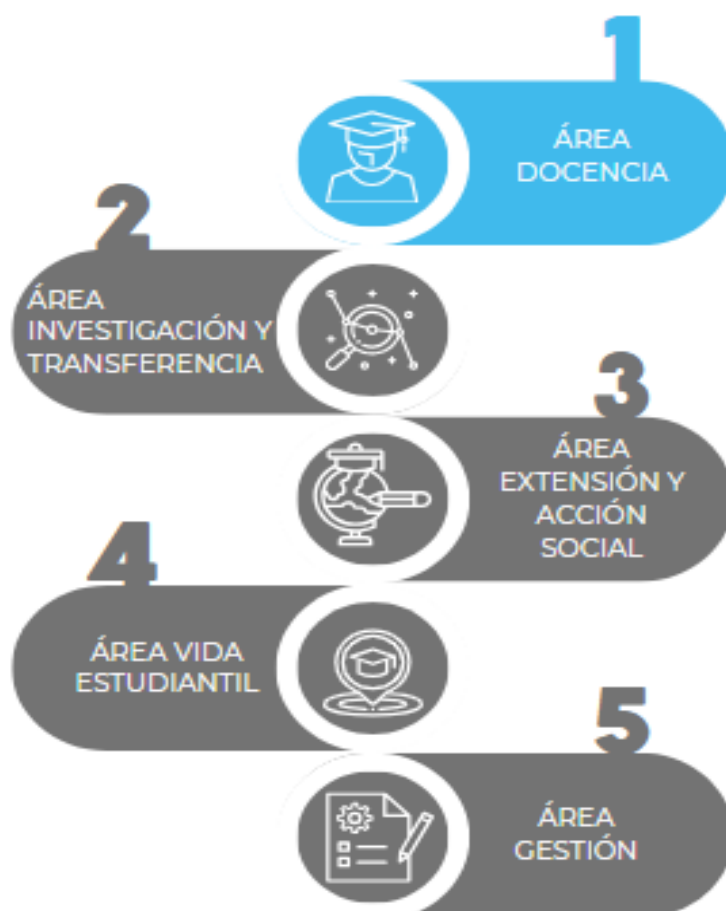 1
ÁREA
DOCENCIA
2
ÁREA
INVESTIGACIÓN Y
TRANSFERENCIA
3
ÁREA
EXTENSIÓN Y
ACCIÓN
SOCIAL
4
ÁREA VIDA
ESTUDIANTIL
5
ÁREA
GESTIÓN